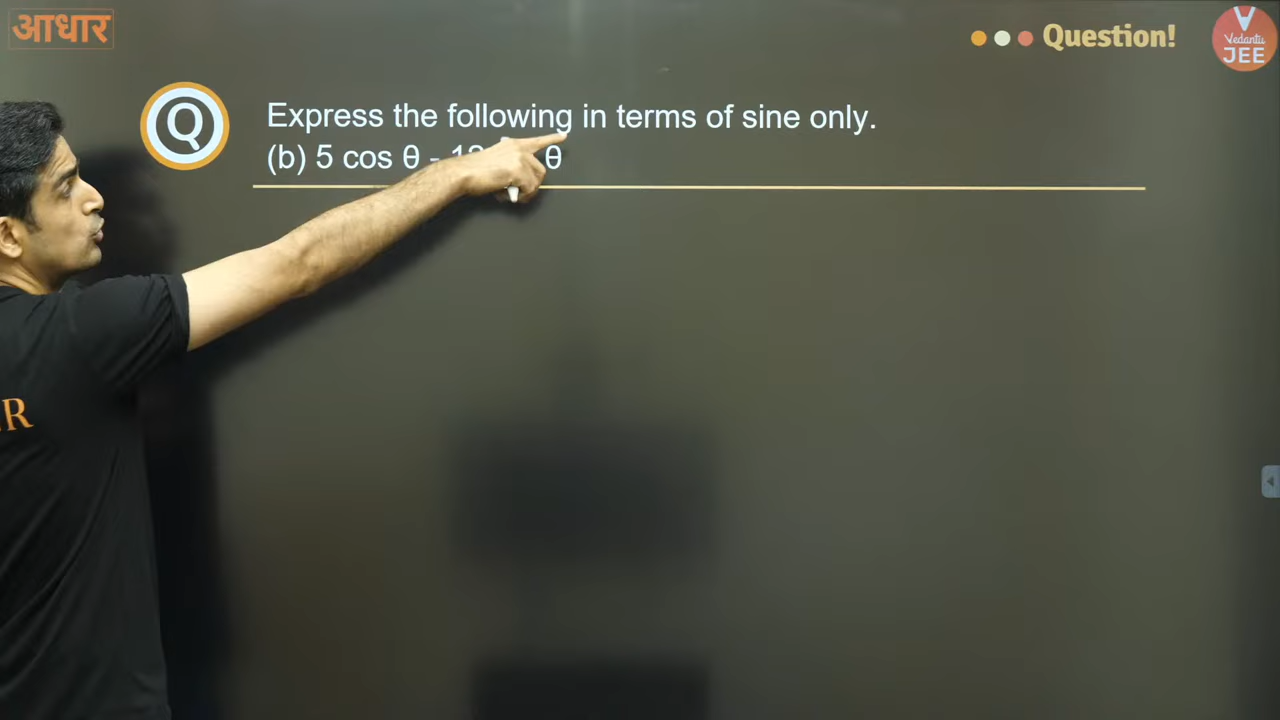 आधार
Question!
Vedantu
JEE
Q
Express the following in terms of sine only.
(b) 5 cos θ - θ
R